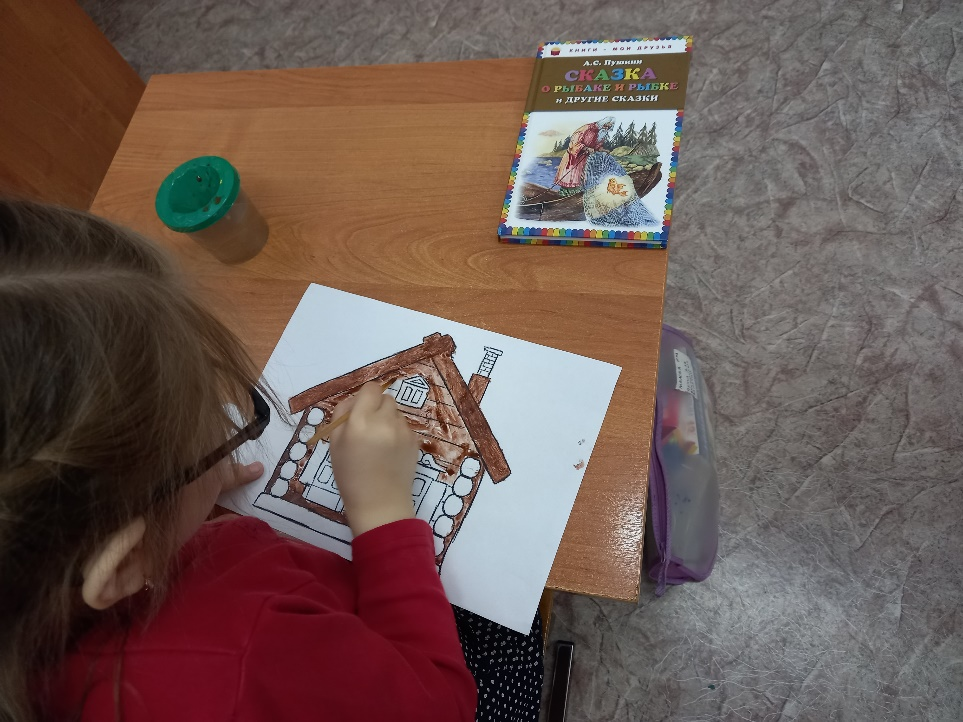 КНИГИ - МОИ ДРУЗЬЯ
А.С. Пушкин
СКАЗКА
О РЫБАКЕ И РЫБКЕ
И ДРУГИЕ СКАЗКИ